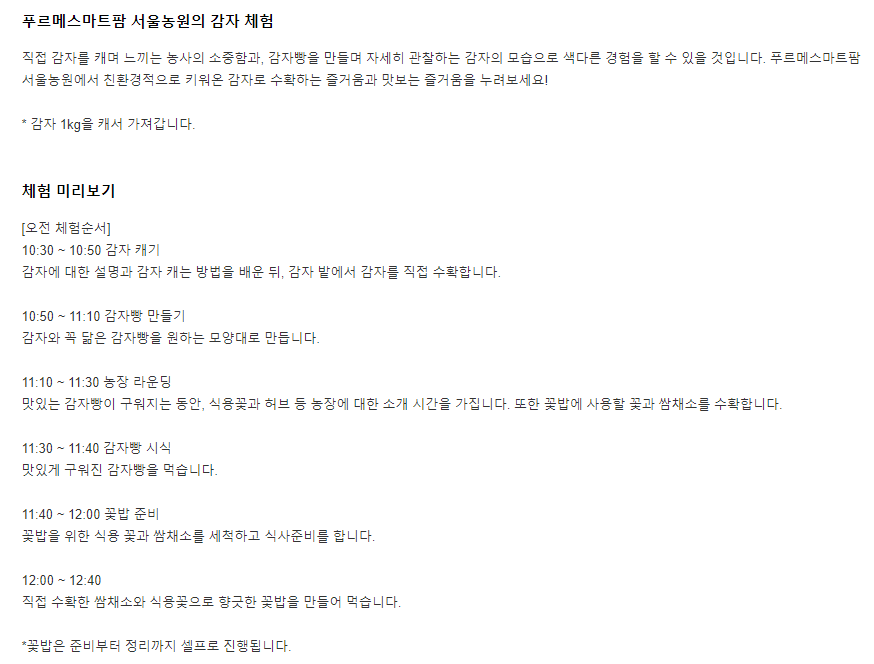 푸르메스마트팜 서울농원의 감자 체험
직접 감자를 캐며 느끼는 농사의 소중함과, 감자빵을 만들며 자세히 관찰하는 감자의 모습으로 색다른 경험을 할 수 있을 것입니다. 푸르메스마트팜
서울농원에서 친환경적으로 키워온 감자로 수확하는 즐거움과 맛보는 즐거움을 누려보세요!
* 감자 1kg을 캐서 가져갑니다.
체험 미리보기
[오전 체험순서]
10:30 ~ 10:50 감자 캐기
감자에 대한 설명과 감자 캐는 방법을 배운 뒤, 감자 밭에서 감자를 직접 수확합니다.
10:50 ~ 11:10 감자빵 만들기
감자와 꼭 닮은 감자빵을 원하는 모양대로 만듭니다.
11:10 ~ 11:30 농장 라운딩
맛있는 감자빵이 구워지는 동안, 식용꽃과 허브 등 농장에 대한 소개 시간을 가집니다. 또한 꽃밥에 사용할 꽃과 쌈채소를 수확합니다.
11:30 ~ 11:40 감자빵 시식
맛있게 구워진 감자빵을 먹습니다.
11:40 ~ 12:00 꽃밥 준비
꽃밥을 위한 식용 꽃과 쌈채소를 세척하고 식사준비를 합니다.
12:00 ~ 12:40
직접 수확한 쌈채소와 식용꽃으로 향긋한 꽃밥을 만들어 먹습니다.
*꽃밥은 준비부터 정리까지 셀프로 진행됩니다.